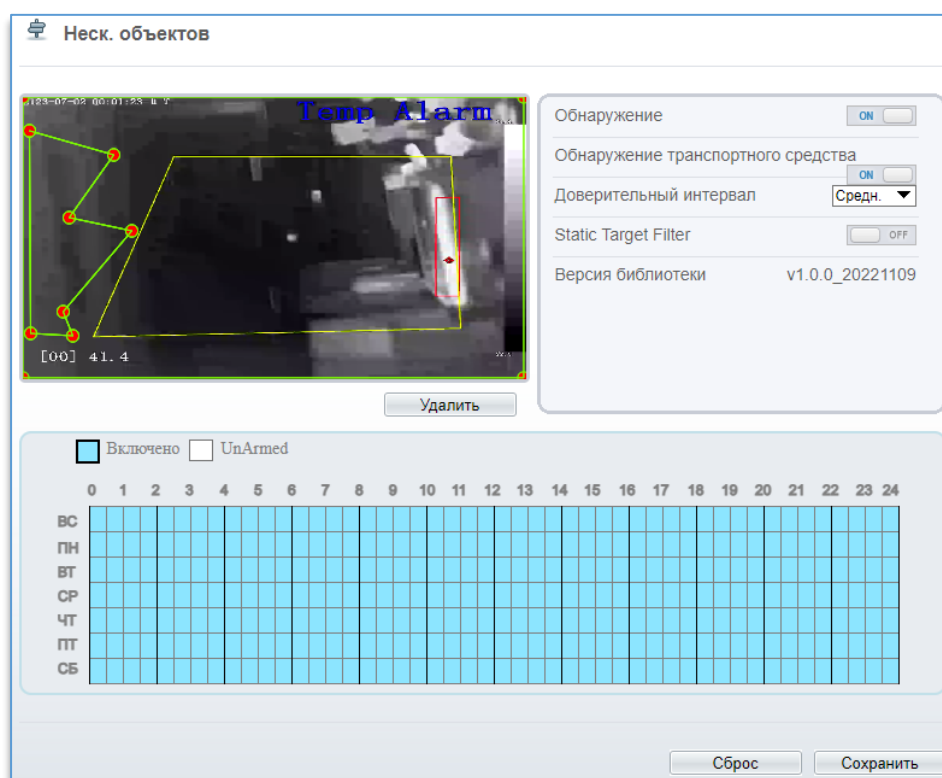 Неск. объектов
Temp Alarm
[00] 41.4
Обнаружение ON
Обнаружение транспортного средства
ON
Доверительный интервал Средн.
Static Target Filter OFF
Версия библиотеки v1.0.0_20221109
Удалить
Включено UnArmed
0 1 2 3 4 5 6 7 8 9 10 11 12 13 14 15 16 17 18 19 20 21 22 23 24
ВС
ПН
ВТ
СР
ЧТ
ПТ
СБ
Сброс Сохранить